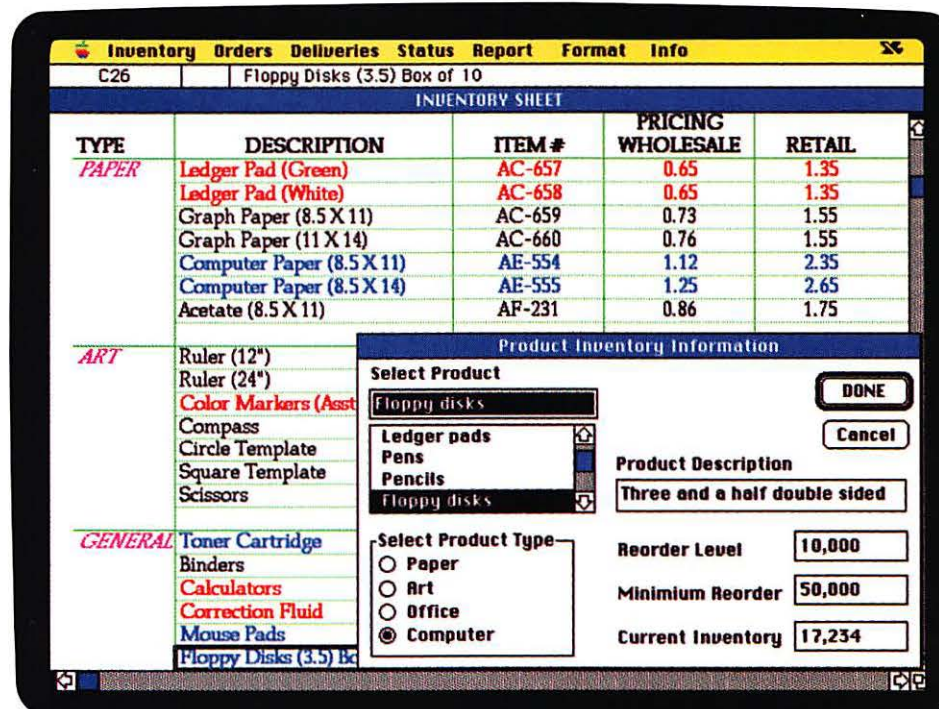 Inventory Orders Deliveries Status Report Format Info
C26 Floppy Disks (3.5) Box of 10
INVENTORY SHEET
PRICING
TYPE DESCRIPTION ITEM # WHOLESALE RETAIL
PAPER Ledger Pad (Green) AC-657 0.65 1.35
Ledger Pad (White) AC-658 0.65 1.35
Graph Paper (8.5 X 11) AC-659 0.73 1.55
Graph Paper (11 X 14) AC-660 0.76 1.55
Computer Paper (8.5 X 11) AE-554 1.12 2.35
Computer Paper (8.5 X 14) AE-555 1.25 2.65
Acetate (8.5 X 11) AF-231 0.86 1.75
ART Ruler (12")
Ruler (24")
Color Markers (Asst
Compass
Circle Template
Square Template
Scissors
GENERAL Toner Cartridge
Binders
Calculators
Correction Fluid
Mouse Pads
Floppy Disks (3.5) Bo
Product Inventory Information
Select Product
Floppy disks
Ledger pads
Pens
Pencils
Floppy disks
DONE
Cancel
Product Description
Three and a half double sided
Select Product Type
Paper
Art
Office
Computer
Reorder Level 10,000
Minimium Reorder 50,000
Current Inventory 17,234